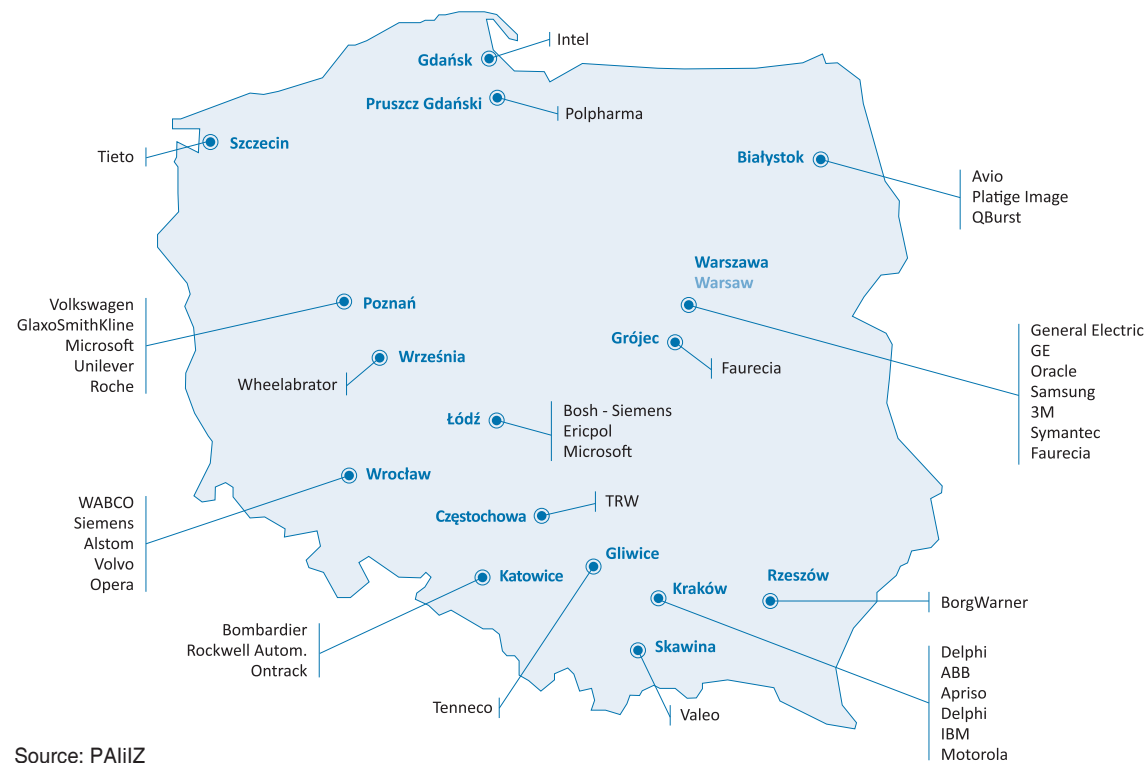 Intel
Gdańsk
Pruszcz Gdański
Polpharma
Tieto
Szczecin
Białystok
Avio
Platige Image
QBurst
Warszawa
Warsaw
Volkswagen
GlaxoSmithKline
Microsoft
Unilever
Roche
Poznań
Grójec
Faurecia
General Electric
GE
Oracle
Samsung
3M
Symantec
Faurecia
Września
Wheelabrator
Łódź
Bosh - Siemens
Ericpol
Microsoft
Wrocław
WABCO
Siemens
Alstom
Volvo
Opera
Częstochowa
TRW
Gliwice
Katowice
Kraków
Rzeszów
BorgWarner
Bombardier
Rockwell Autom.
Ontrack
Skawina
Delphi
ABB
Apriso
Delphi
IBM
Motorola
Tenneco
Valeo
Source: PAIiIZ